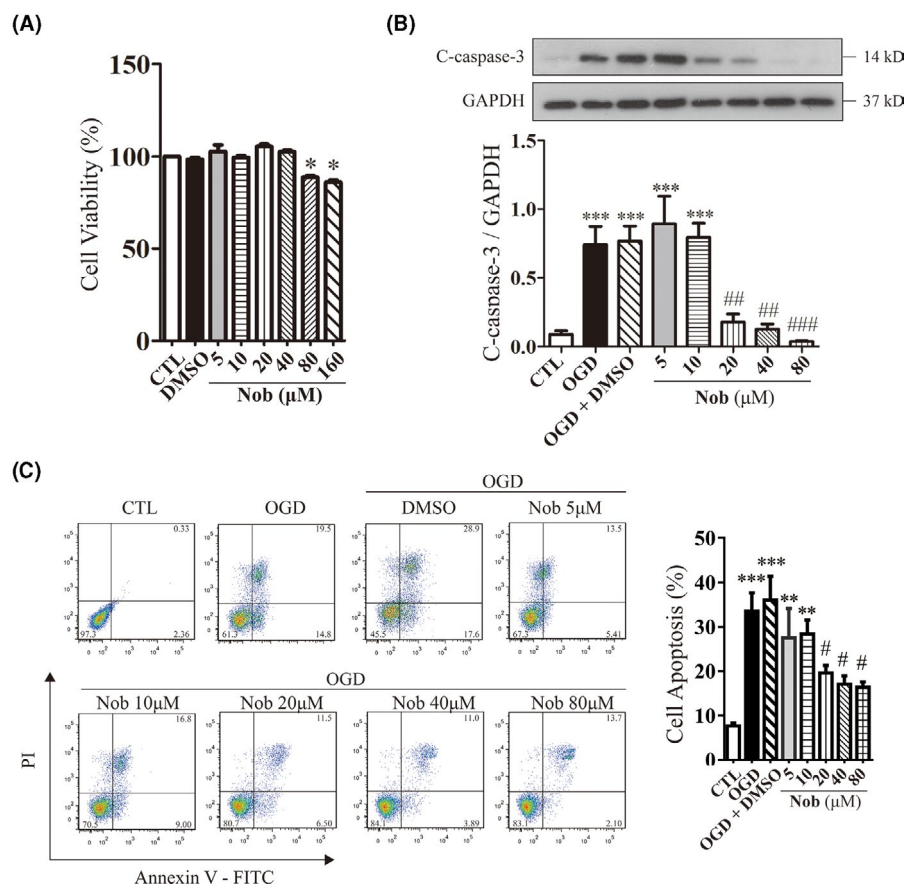 (A)
150
100
50
0
Cell Viability (%)
* *
CTL
DMSO
5
10
20
40
80
160
Nob (μM)
(B)
C-caspase-3
14 kD
GAPDH
37 kD
1.5
1.0
0.5
0.0
C-caspase-3 / GAPDH
*** *** *** ***
## ## ###
CTL
OGD
OGD + DMSO
5
10
20
40
80
Nob (μM)
(C)
OGD
CTL OGD DMSO Nob 5μM
0.33
97.3 2.36
19.5
61.3 14.8
28.9
45.5 17.6
13.5
67.3 5.41
OGD
Nob 10μM Nob 20μM Nob 40μM Nob 80μM
16.8
70.5 9.00
11.5
80.7 6.50
11.0
84.1 3.89
13.7
83.1 2.10
PI
Annexin V - FITC
50
40
30
20
10
0
Cell Apoptosis (%)
*** *** ** **
# # #
CTL
OGD
OGD + DMSO
5
10
20
40
80
Nob (μM)